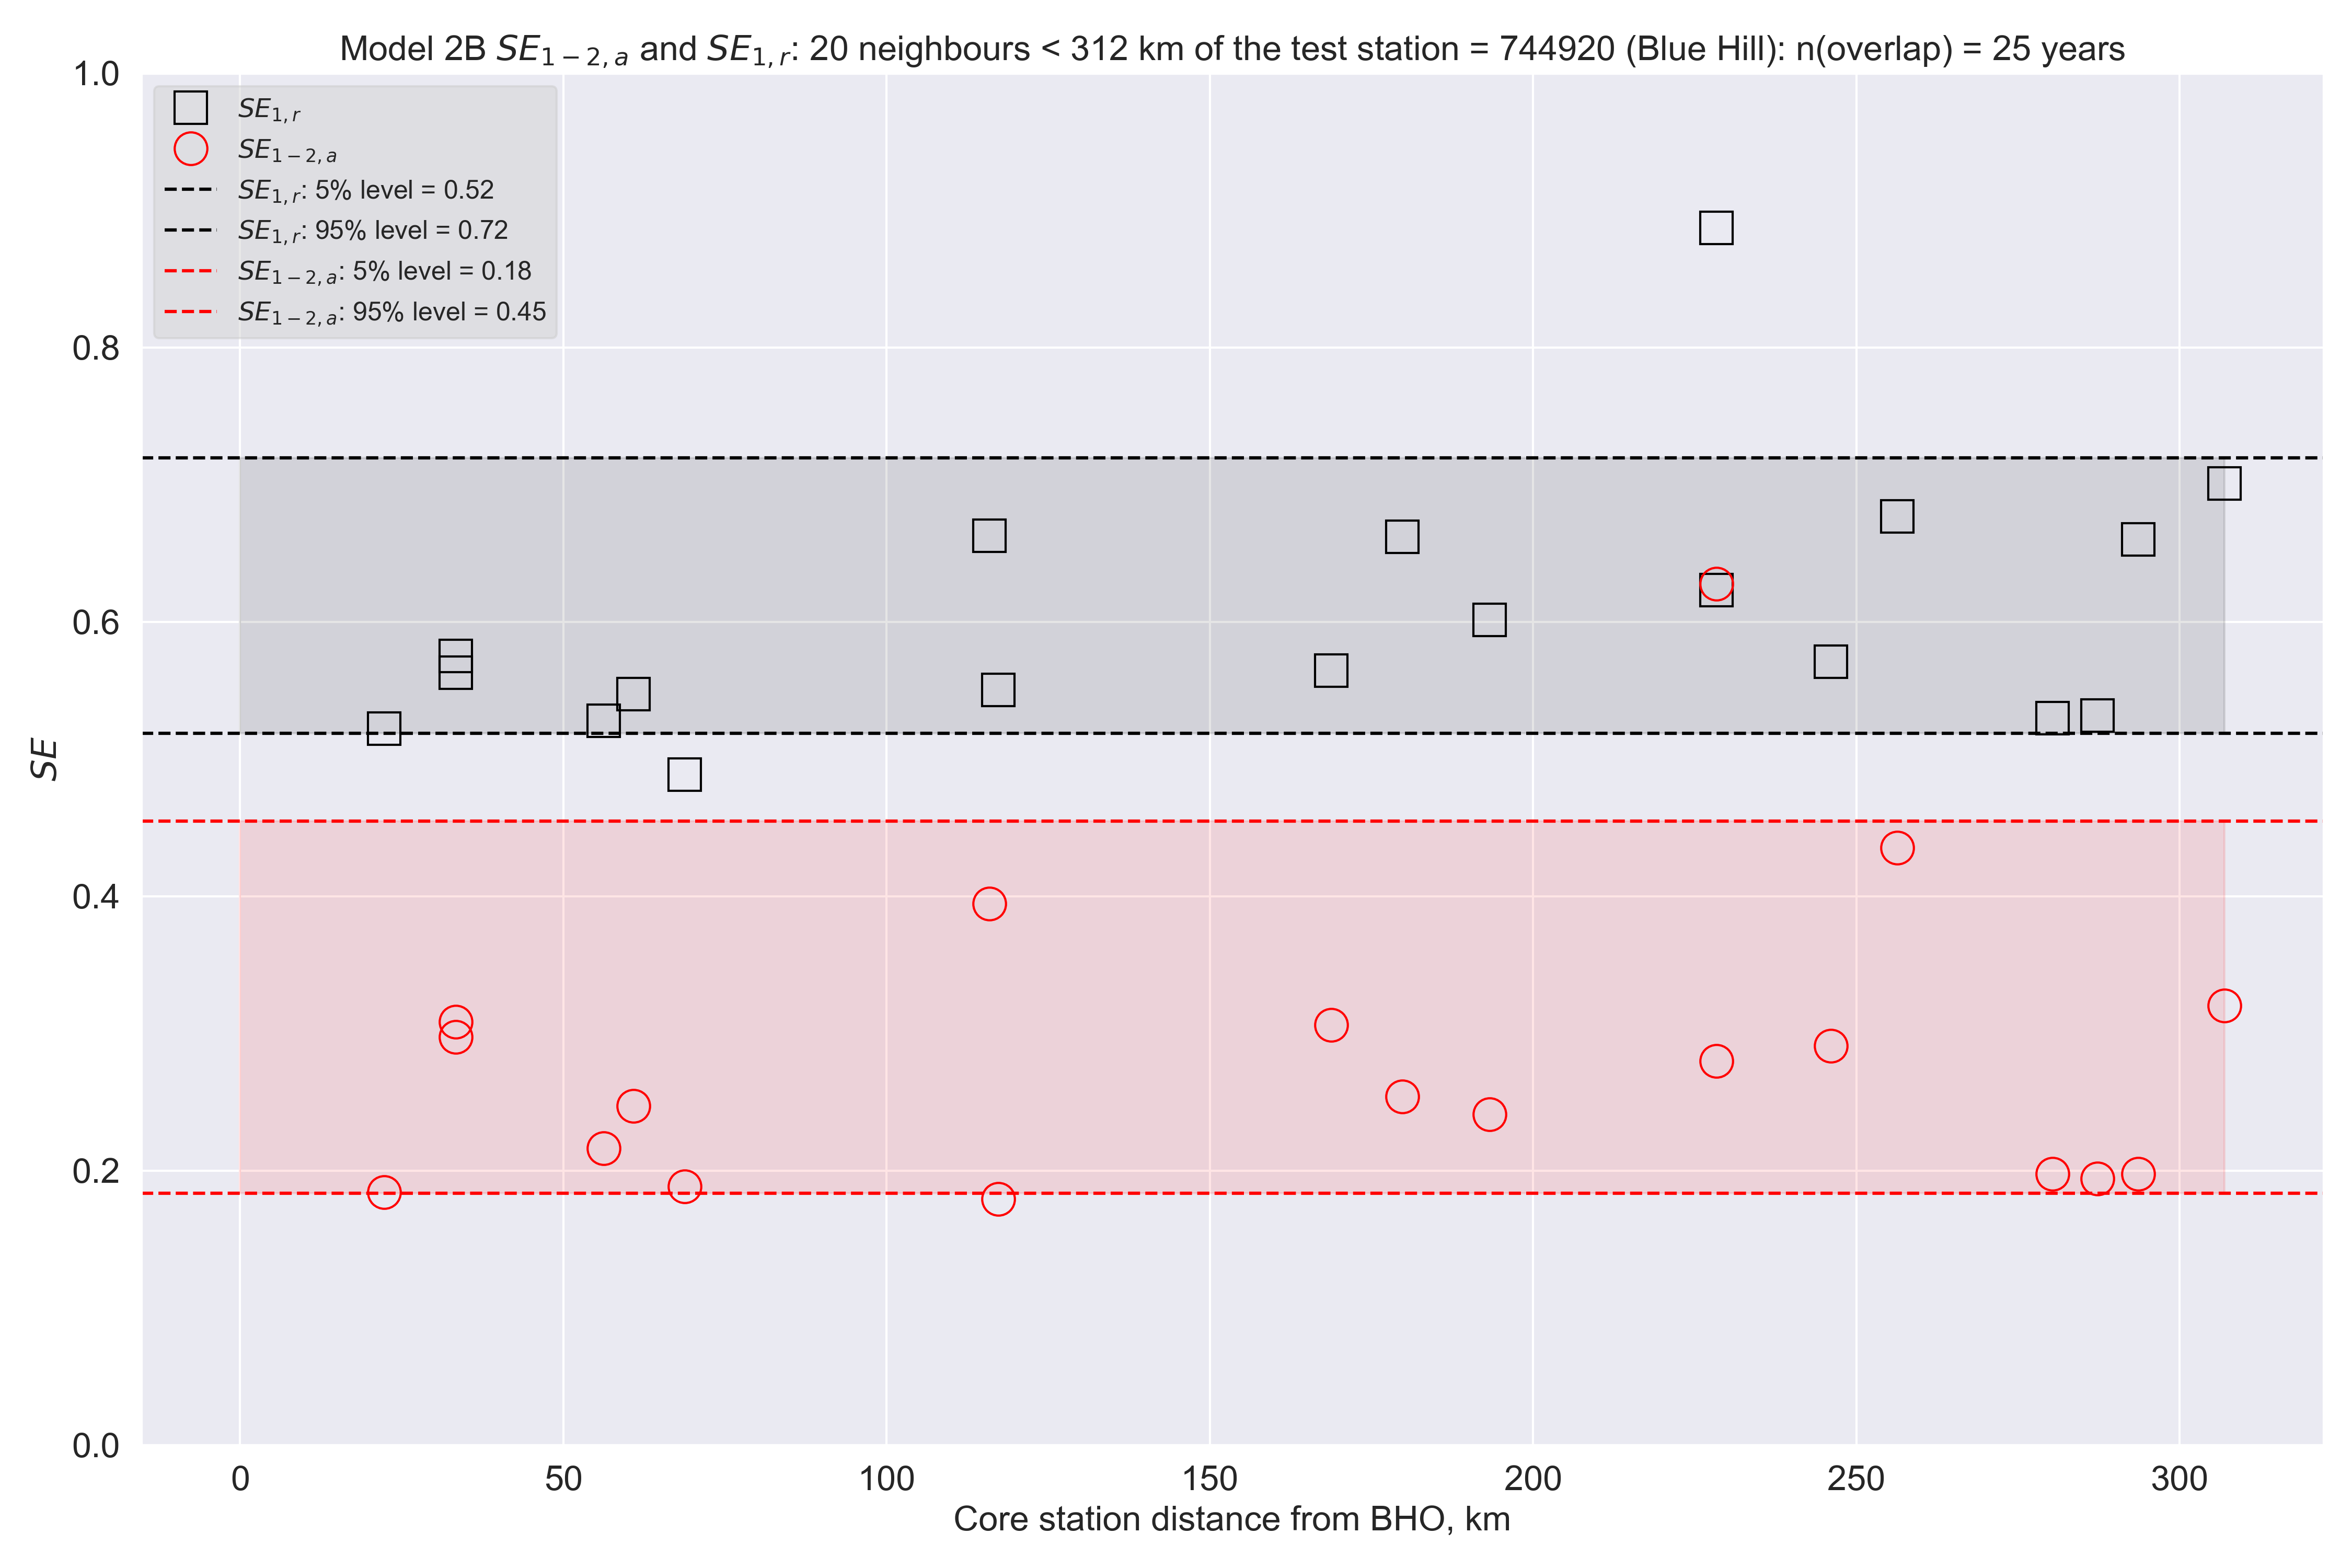 Model 2B SE₁₋₂,ₐ and SE₁,ᵣ: 20 neighbours < 312 km of the test station = 744920 (Blue Hill): n(overlap) = 25 years
1.0
SE₁,ᵣ
SE₁₋₂,ₐ
SE₁,ᵣ: 5% level = 0.52
SE₁,ᵣ: 95% level = 0.72
SE₁₋₂,ₐ: 5% level = 0.18
SE₁₋₂,ₐ: 95% level = 0.45
0.8
0.6
SE
0.4
0.2
0.0
0 50 100 150 200 250 300
Core station distance from BHO, km